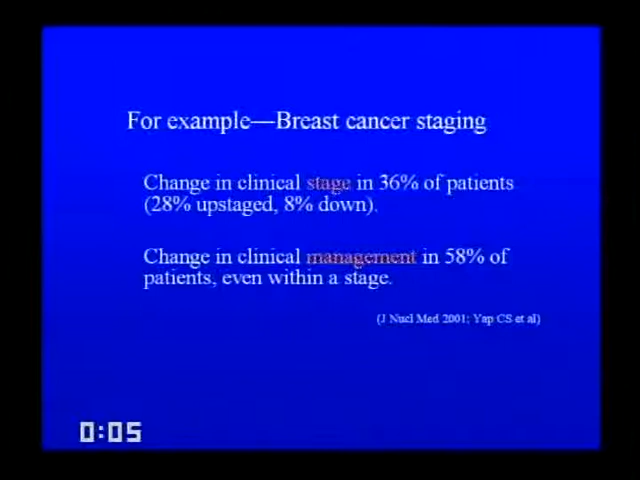 For example—Breast cancer staging
Change in clinical stage in 36% of patients
(28% upstaged, 8% down).
Change in clinical management in 58% of
patients, even within a stage.
(J Nucl Med 2001; Yap CS et al)
0:05